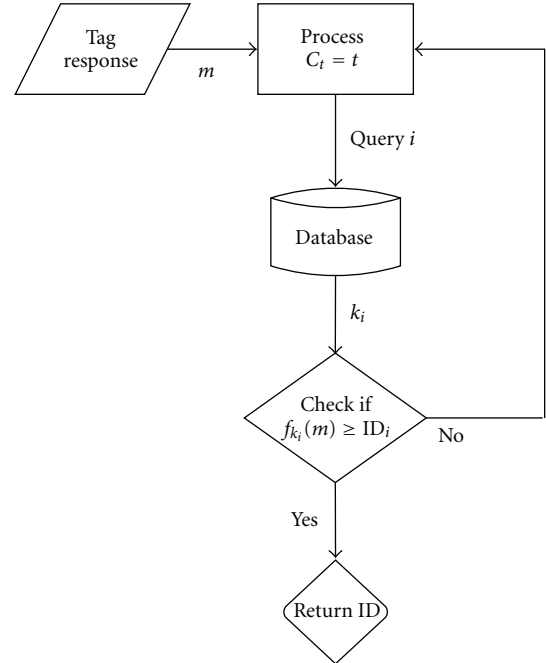 Tag
response
m
Process
C_t = t
Query i
Database
k_i
Check if
f_{k_i}(m) ≥ ID_i
No
Yes
Return ID